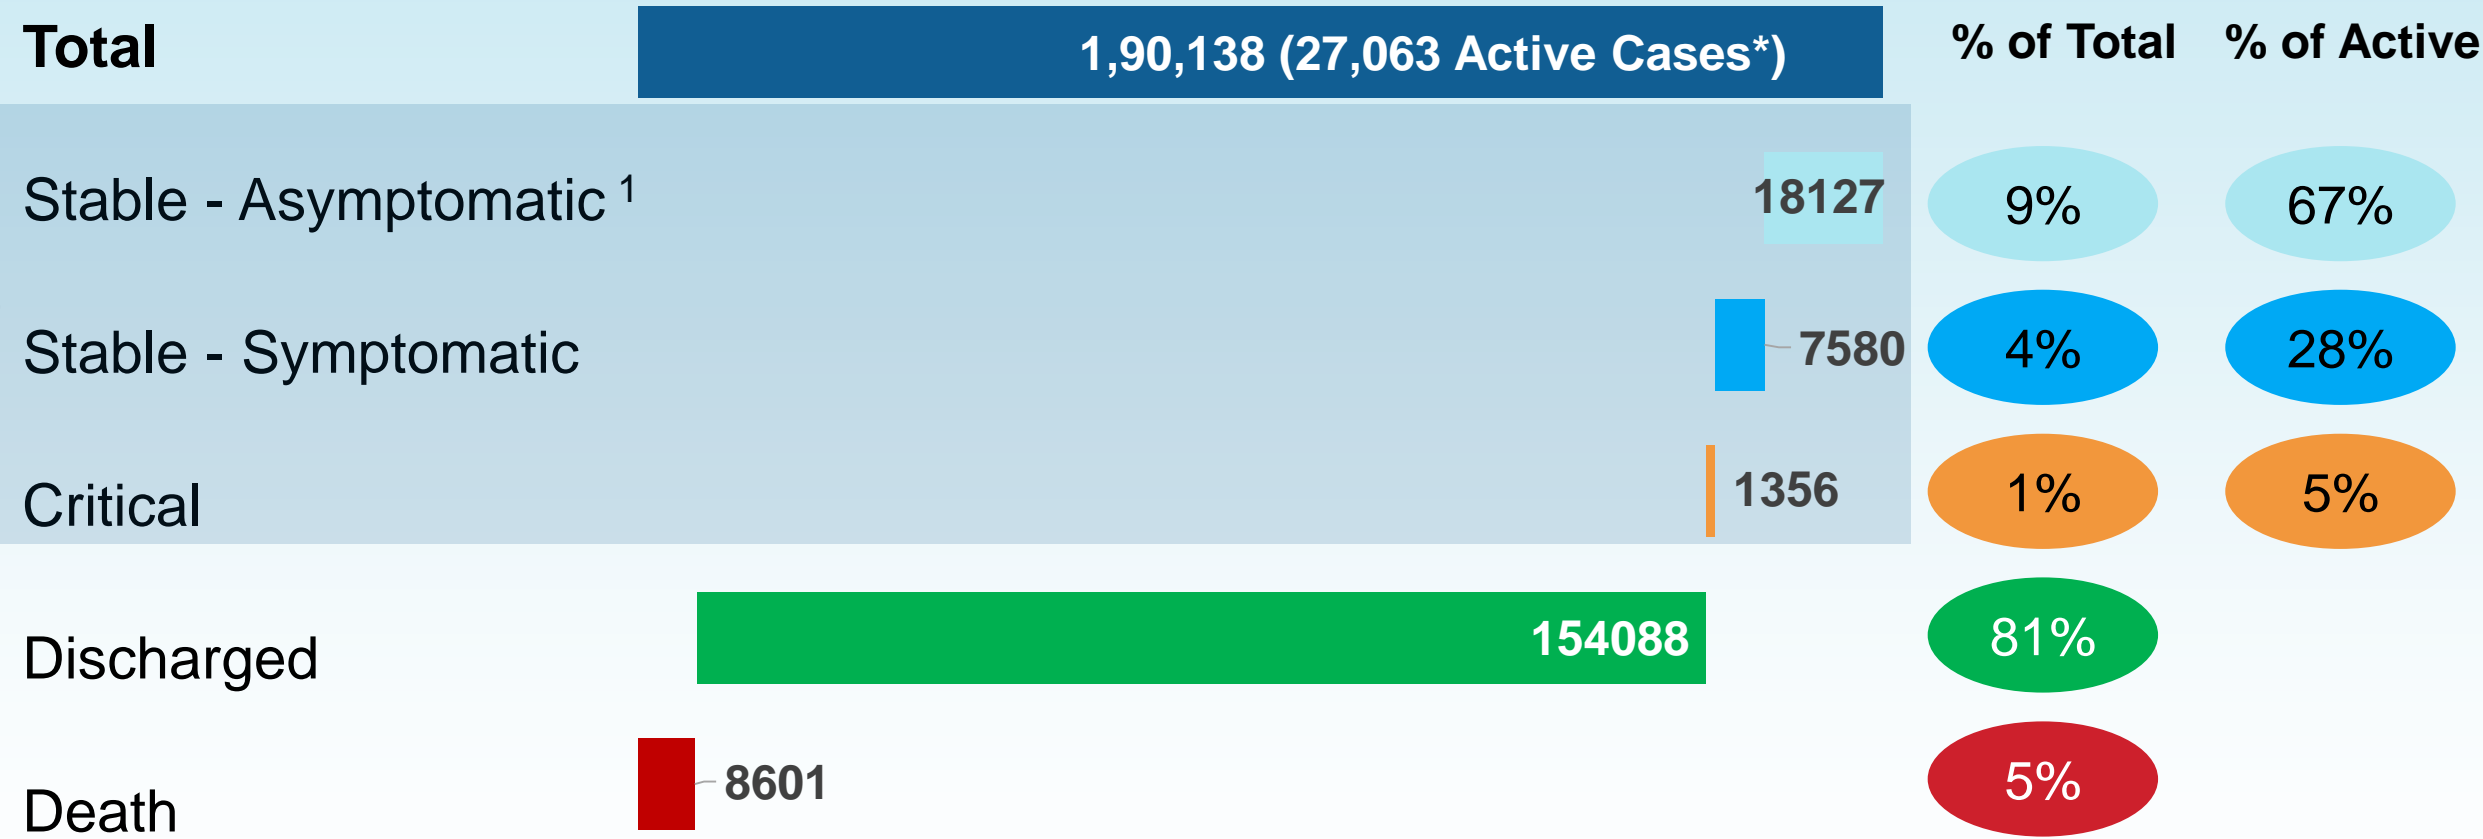 Total 1,90,138 (27,063 Active Cases*) % of Total % of Active
Stable - Asymptomatic ¹ 18127 9% 67%
Stable - Symptomatic 7580 4% 28%
Critical 1356 1% 5%
Discharged 154088 81%
Death 8601 5%